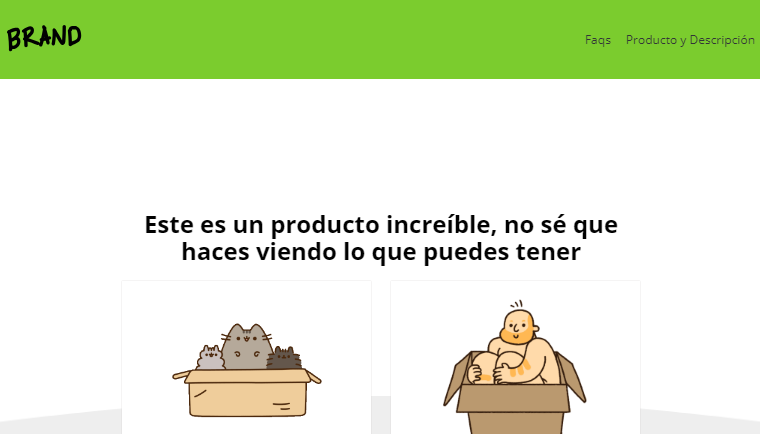 BRAND
Faqs Producto y Descripción
Este es un producto increíble, no sé que
haces viendo lo que puedes tener